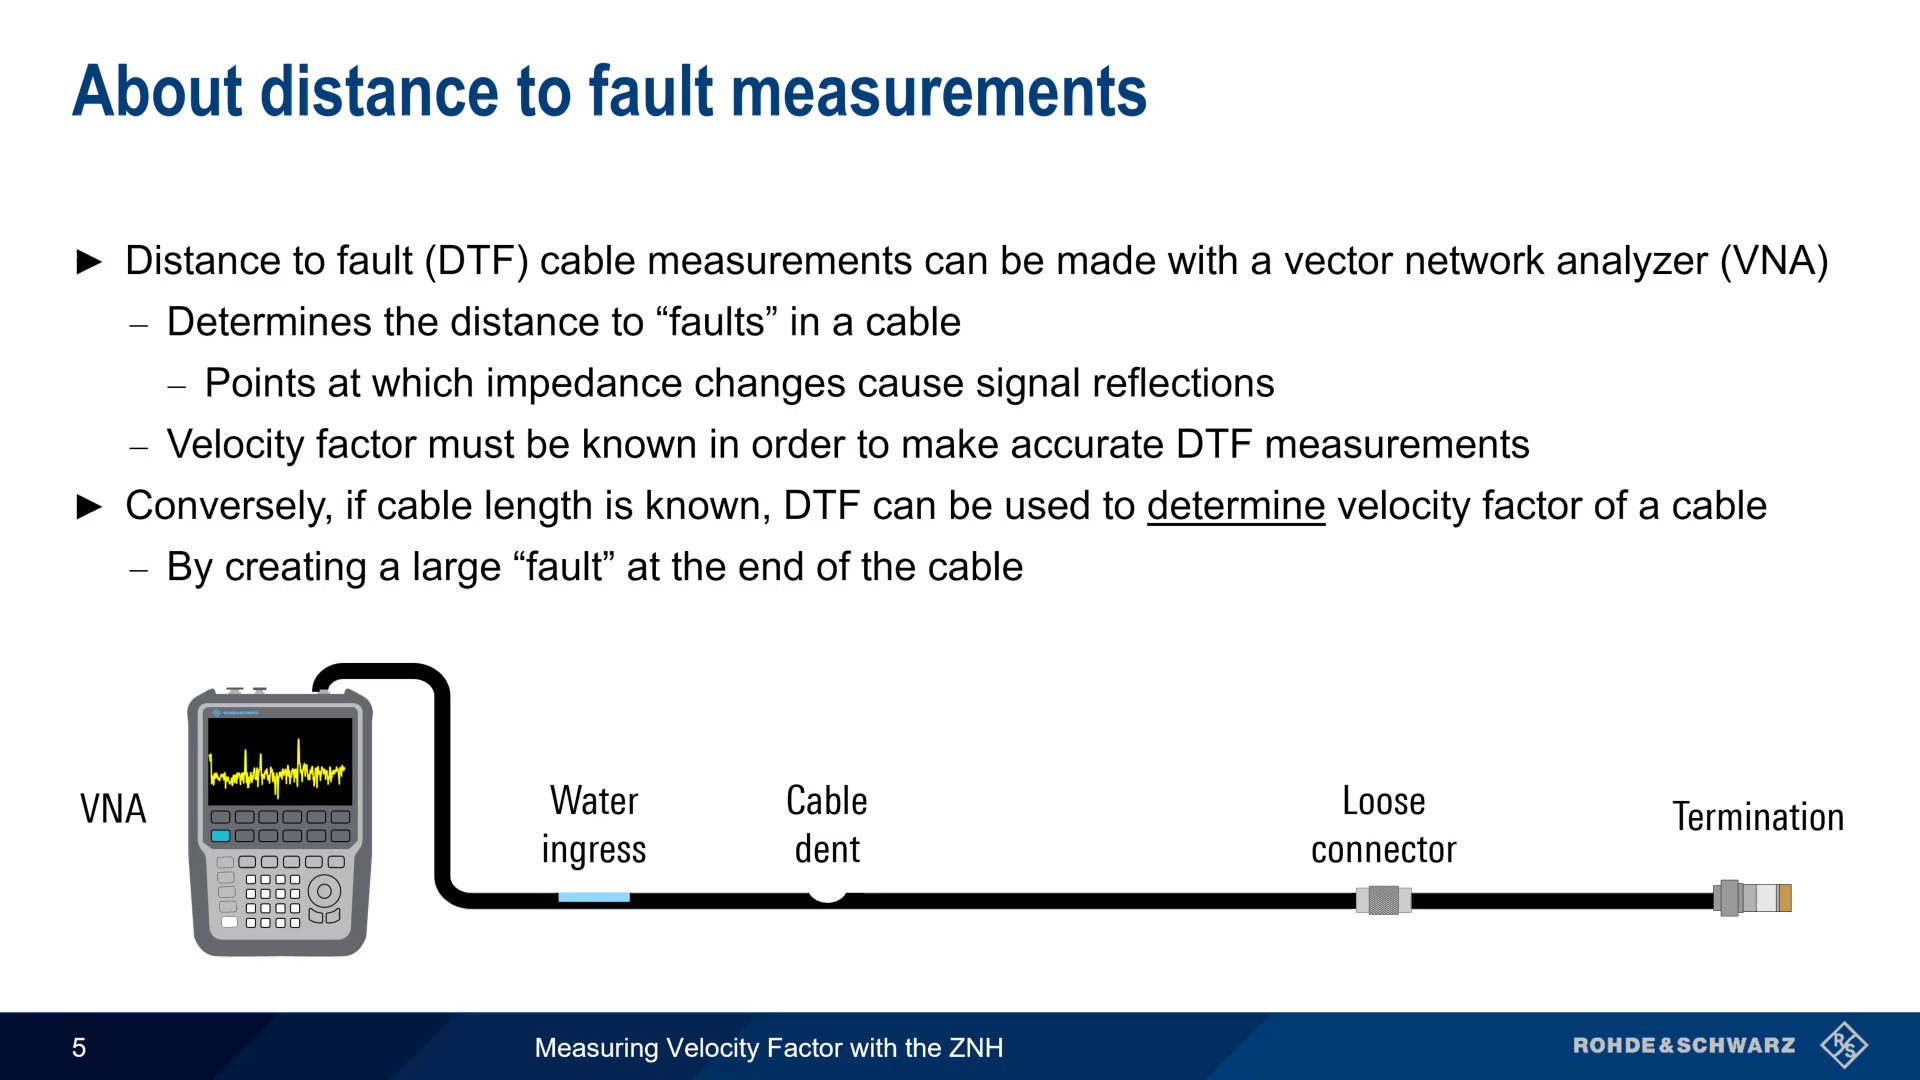 About distance to fault measurements
► Distance to fault (DTF) cable measurements can be made with a vector network analyzer (VNA)
– Determines the distance to “faults” in a cable
– Points at which impedance changes cause signal reflections
– Velocity factor must be known in order to make accurate DTF measurements
► Conversely, if cable length is known, DTF can be used to determine velocity factor of a cable
– By creating a large “fault” at the end of the cable
ROHDE&SCHWARZ
VNA
Water
ingress
Cable
dent
Loose
connector
Termination
5
Measuring Velocity Factor with the ZNH
ROHDE&SCHWARZ
R&S